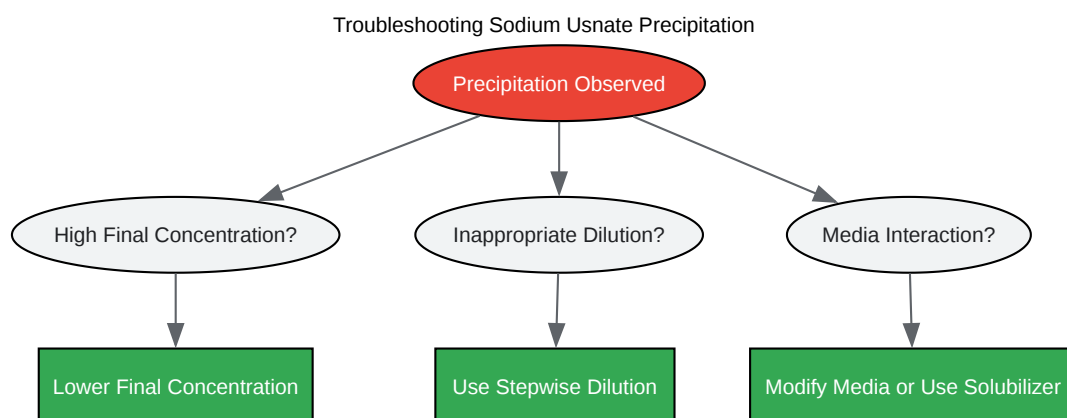 Troubleshooting Sodium Usnate Precipitation
Precipitation Observed
High Final Concentration?
Inappropriate Dilution?
Media Interaction?
Lower Final Concentration
Use Stepwise Dilution
Modify Media or Use Solubilizer